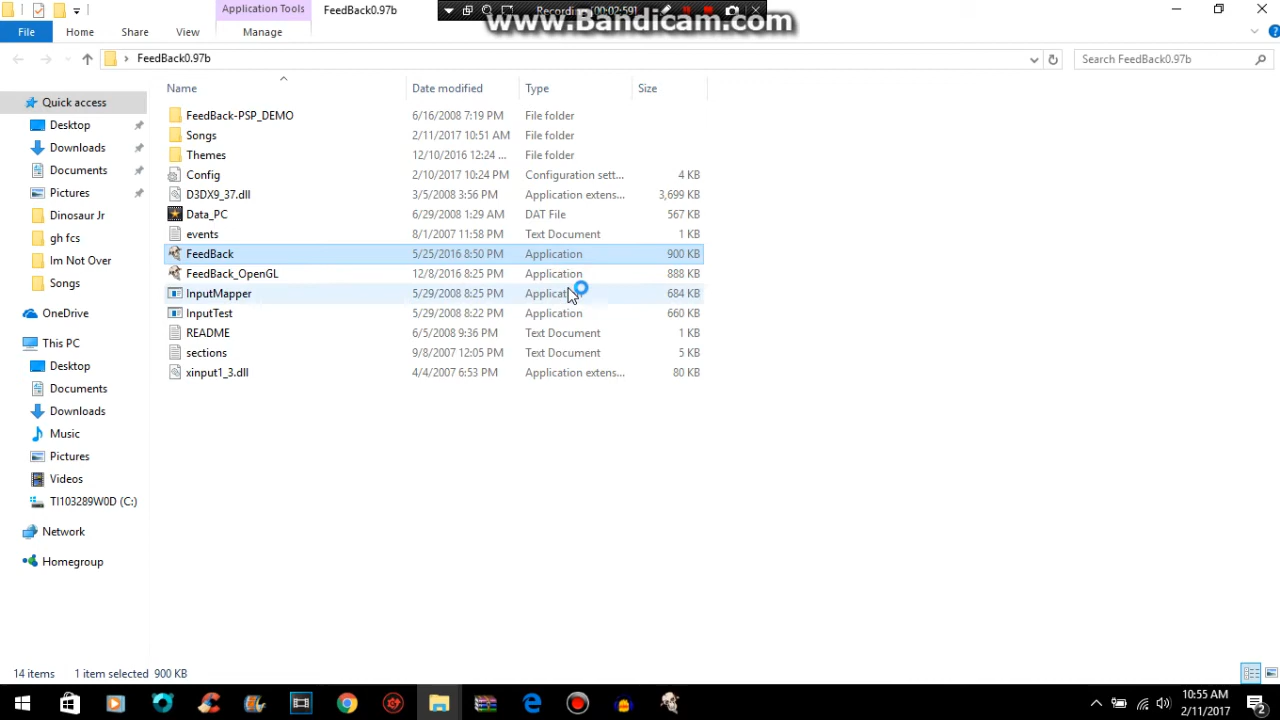 Application Tools
FeedBack0.97b
Recording [00:02:59]
www.Bandicam.com
File
Home
Share
View
Manage
FeedBack0.97b
Search FeedBack0.97b
Name
Date modified
Type
Size
Quick access
Desktop
Downloads
Documents
Pictures
Dinosaur Jr
gh fcs
Im Not Over
Songs
OneDrive
This PC
Desktop
Documents
Downloads
Music
Pictures
Videos
TI103289W0D (C:)
Network
Homegroup
FeedBack-PSP_DEMO 6/16/2008 7:19 PM File folder
Songs 2/11/2017 10:51 AM File folder
Themes 12/10/2016 12:24 ... File folder
Config 2/10/2017 10:24 PM Configuration sett... 4 KB
D3DX9_37.dll 3/5/2008 3:56 PM Application extens... 3,699 KB
Data_PC 6/29/2008 1:29 AM DAT File 567 KB
events 8/1/2007 11:58 PM Text Document 1 KB
FeedBack 5/25/2016 8:50 PM Application 900 KB
FeedBack_OpenGL 12/8/2016 8:25 PM Application 888 KB
InputMapper 5/29/2008 8:25 PM Applicati 684 KB
InputTest 5/29/2008 8:22 PM Application 660 KB
README 6/5/2008 9:36 PM Text Document 1 KB
sections 9/8/2007 12:05 PM Text Document 5 KB
xinput1_3.dll 4/4/2007 6:53 PM Application extens... 80 KB
14 items
1 item selected 900 KB
10:55 AM
2/11/2017
2